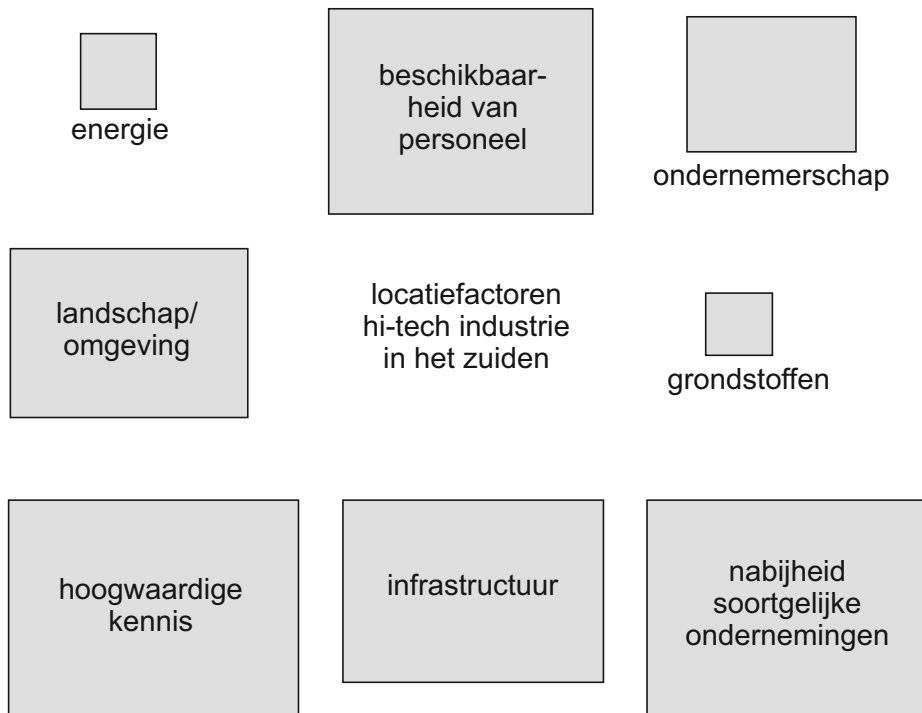 energie
beschikbaar-
heid van
personeel
ondernemerschap
landschap/
omgeving
locatiefactoren
hi-tech industrie
in het zuiden
grondstoffen
hoogwaardige
kennis
infrastructuur
nabijheid
soortgelijke
ondernemingen